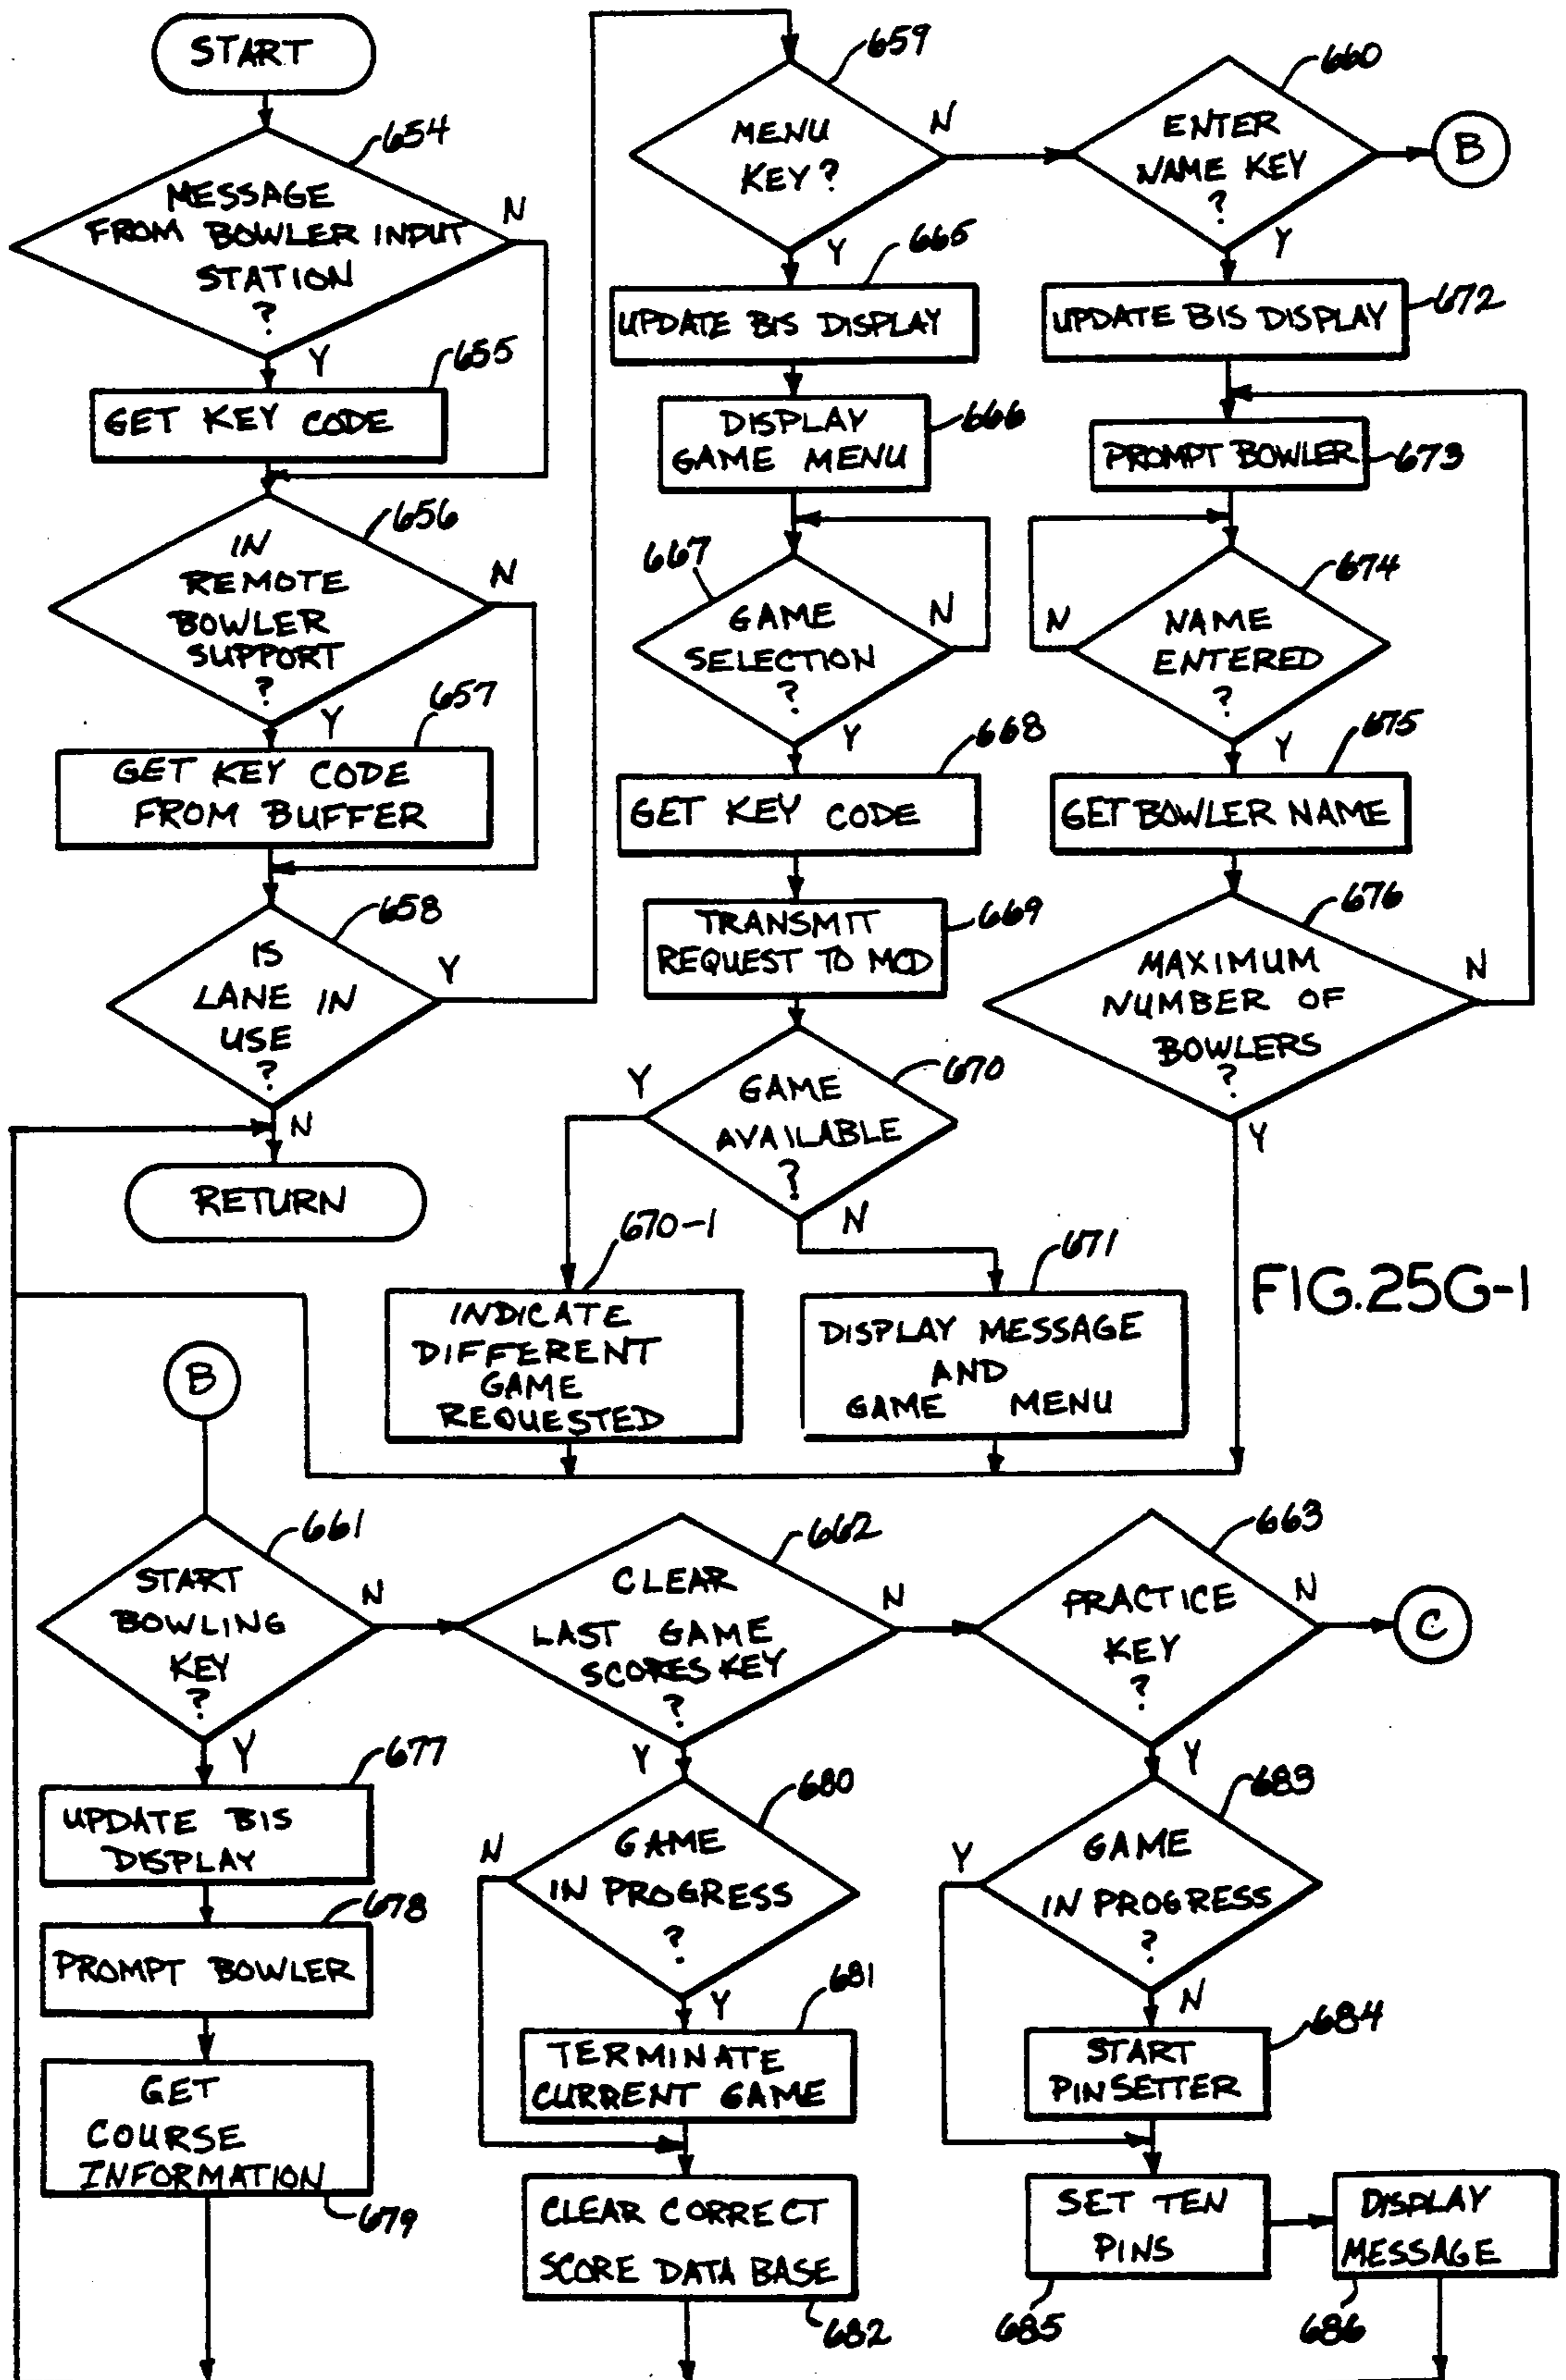 START
654
MESSAGE
FROM BOWLER INPUT
STATION
?
N
Y
655
GET KEY CODE
656
IN
REMOTE
BOWLER
SUPPORT
?
N
Y
657
GET KEY CODE
FROM BUFFER
658
IS
LANE IN
USE
?
Y
N
RETURN
659
MENU
KEY?
N
Y
665
UPDATE BIS DISPLAY
DISPLAY
GAME MENU
666
667
GAME
SELECTION
?
N
Y
668
GET KEY CODE
TRANSMIT
REQUEST TO MCD
669
670
GAME
AVAILABLE
?
Y
N
670-1
INDICATE
DIFFERENT
GAME
REQUESTED
671
DISPLAY MESSAGE
AND
GAME MENU
660
ENTER
NAME KEY
?
B
Y
UPDATE BIS DISPLAY
672
PROMPT BOWLER
673
674
NAME
ENTERED
?
N
Y
675
GET BOWLER NAME
676
MAXIMUM
NUMBER OF
BOWLERS
?
N
Y
FIG.25G-1
B
661
START
BOWLING
KEY
?
N
Y
677
UPDATE BIS
DISPLAY
678
PROMPT BOWLER
GET
COURSE
INFORMATION
679
662
CLEAR
LAST GAME
SCORES KEY
?
N
Y
680
GAME
IN PROGRESS
?
N
Y
681
TERMINATE
CURRENT GAME
CLEAR CORRECT
SCORE DATA BASE
682
663
PRACTICE
KEY
?
N
C
Y
683
GAME
IN PROGRESS
?
Y
N
684
START
PINSETTER
SET TEN
PINS
685
DISPLAY
MESSAGE
686